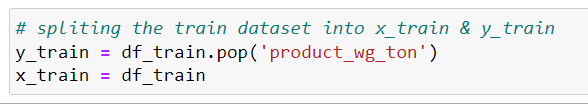 # spliting the train dataset into x_train & y_train
y_train = df_train.pop('product_wg_ton')
x_train = df_train